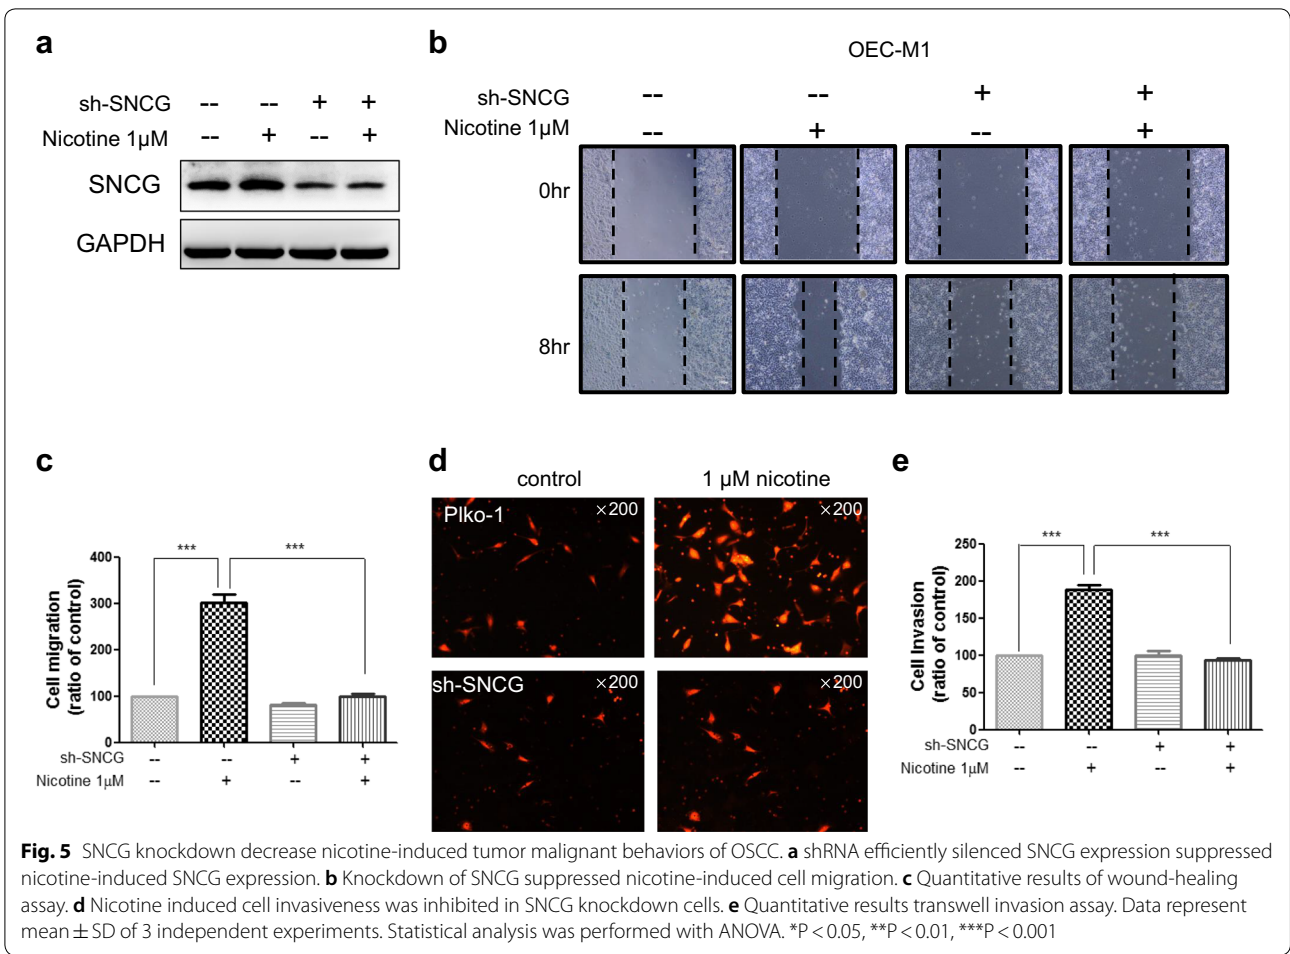 a
sh-SNCG -- -- + +
Nicotine 1µM -- + -- +
SNCG
GAPDH
b
OEC-M1
sh-SNCG -- -- + +
Nicotine 1µM -- + -- +
0hr
8hr
c
Cell migration
(ratio of control)
400
300
200
100
0
*** ***
sh-SNCG -- -- + +
Nicotine 1µM -- + -- +
d
control 1 µM nicotine
Plko-1 ×200 ×200
sh-SNCG ×200 ×200
e
Cell Invasion
(ratio of control)
250
200
150
100
50
0
*** ***
sh-SNCG -- -- + +
Nicotine 1µM -- + -- +
Fig. 5 SNCG knockdown decrease nicotine-induced tumor malignant behaviors of OSCC. a shRNA efficiently silenced SNCG expression suppressed
nicotine-induced SNCG expression. b Knockdown of SNCG suppressed nicotine-induced cell migration. c Quantitative results of wound-healing
assay. d Nicotine induced cell invasiveness was inhibited in SNCG knockdown cells. e Quantitative results transwell invasion assay. Data represent
mean ± SD of 3 independent experiments. Statistical analysis was performed with ANOVA. *P < 0.05, **P < 0.01, ***P < 0.001